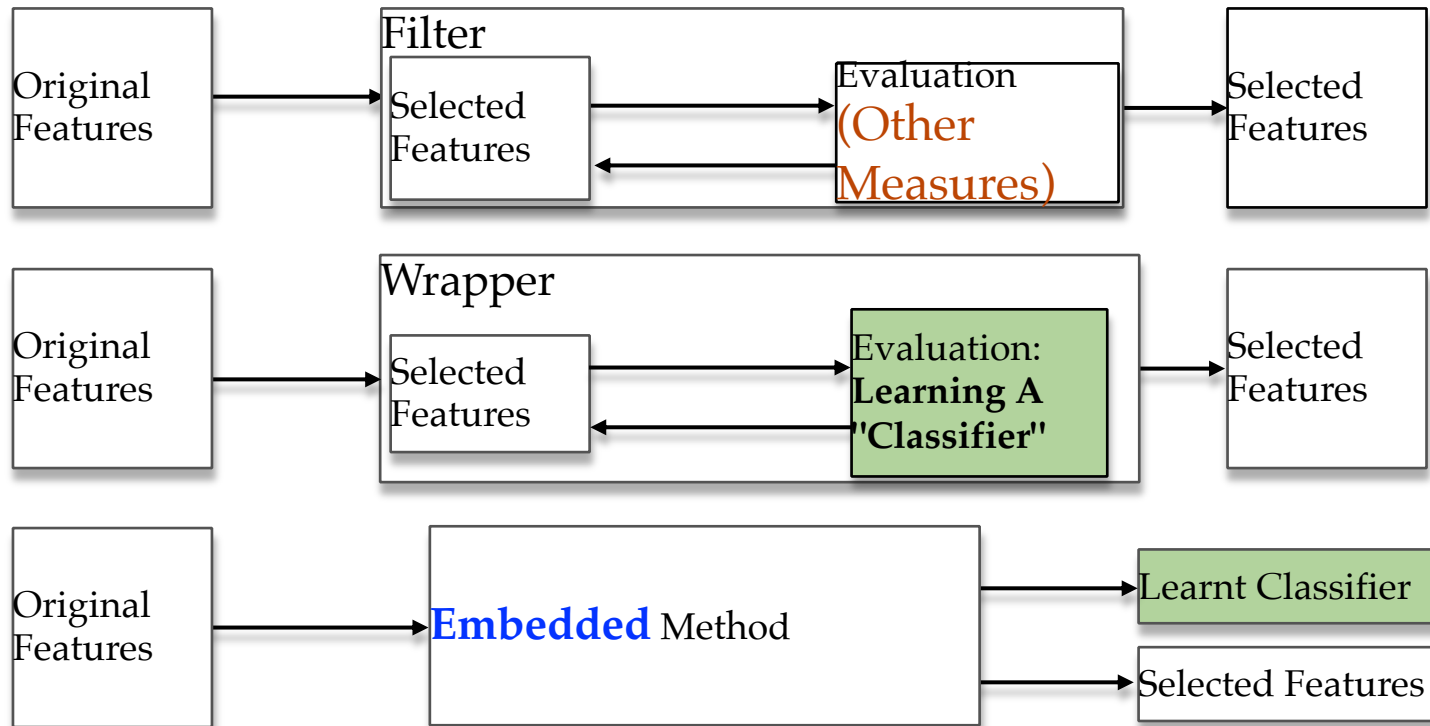 Original
Features
Filter
Selected
Features
Evaluation
(Other
Measures)
Selected
Features
Original
Features
Wrapper
Selected
Features
Evaluation:
Learning A
"Classifier"
Selected
Features
Original
Features
Embedded Method
Learnt Classifier
Selected Features